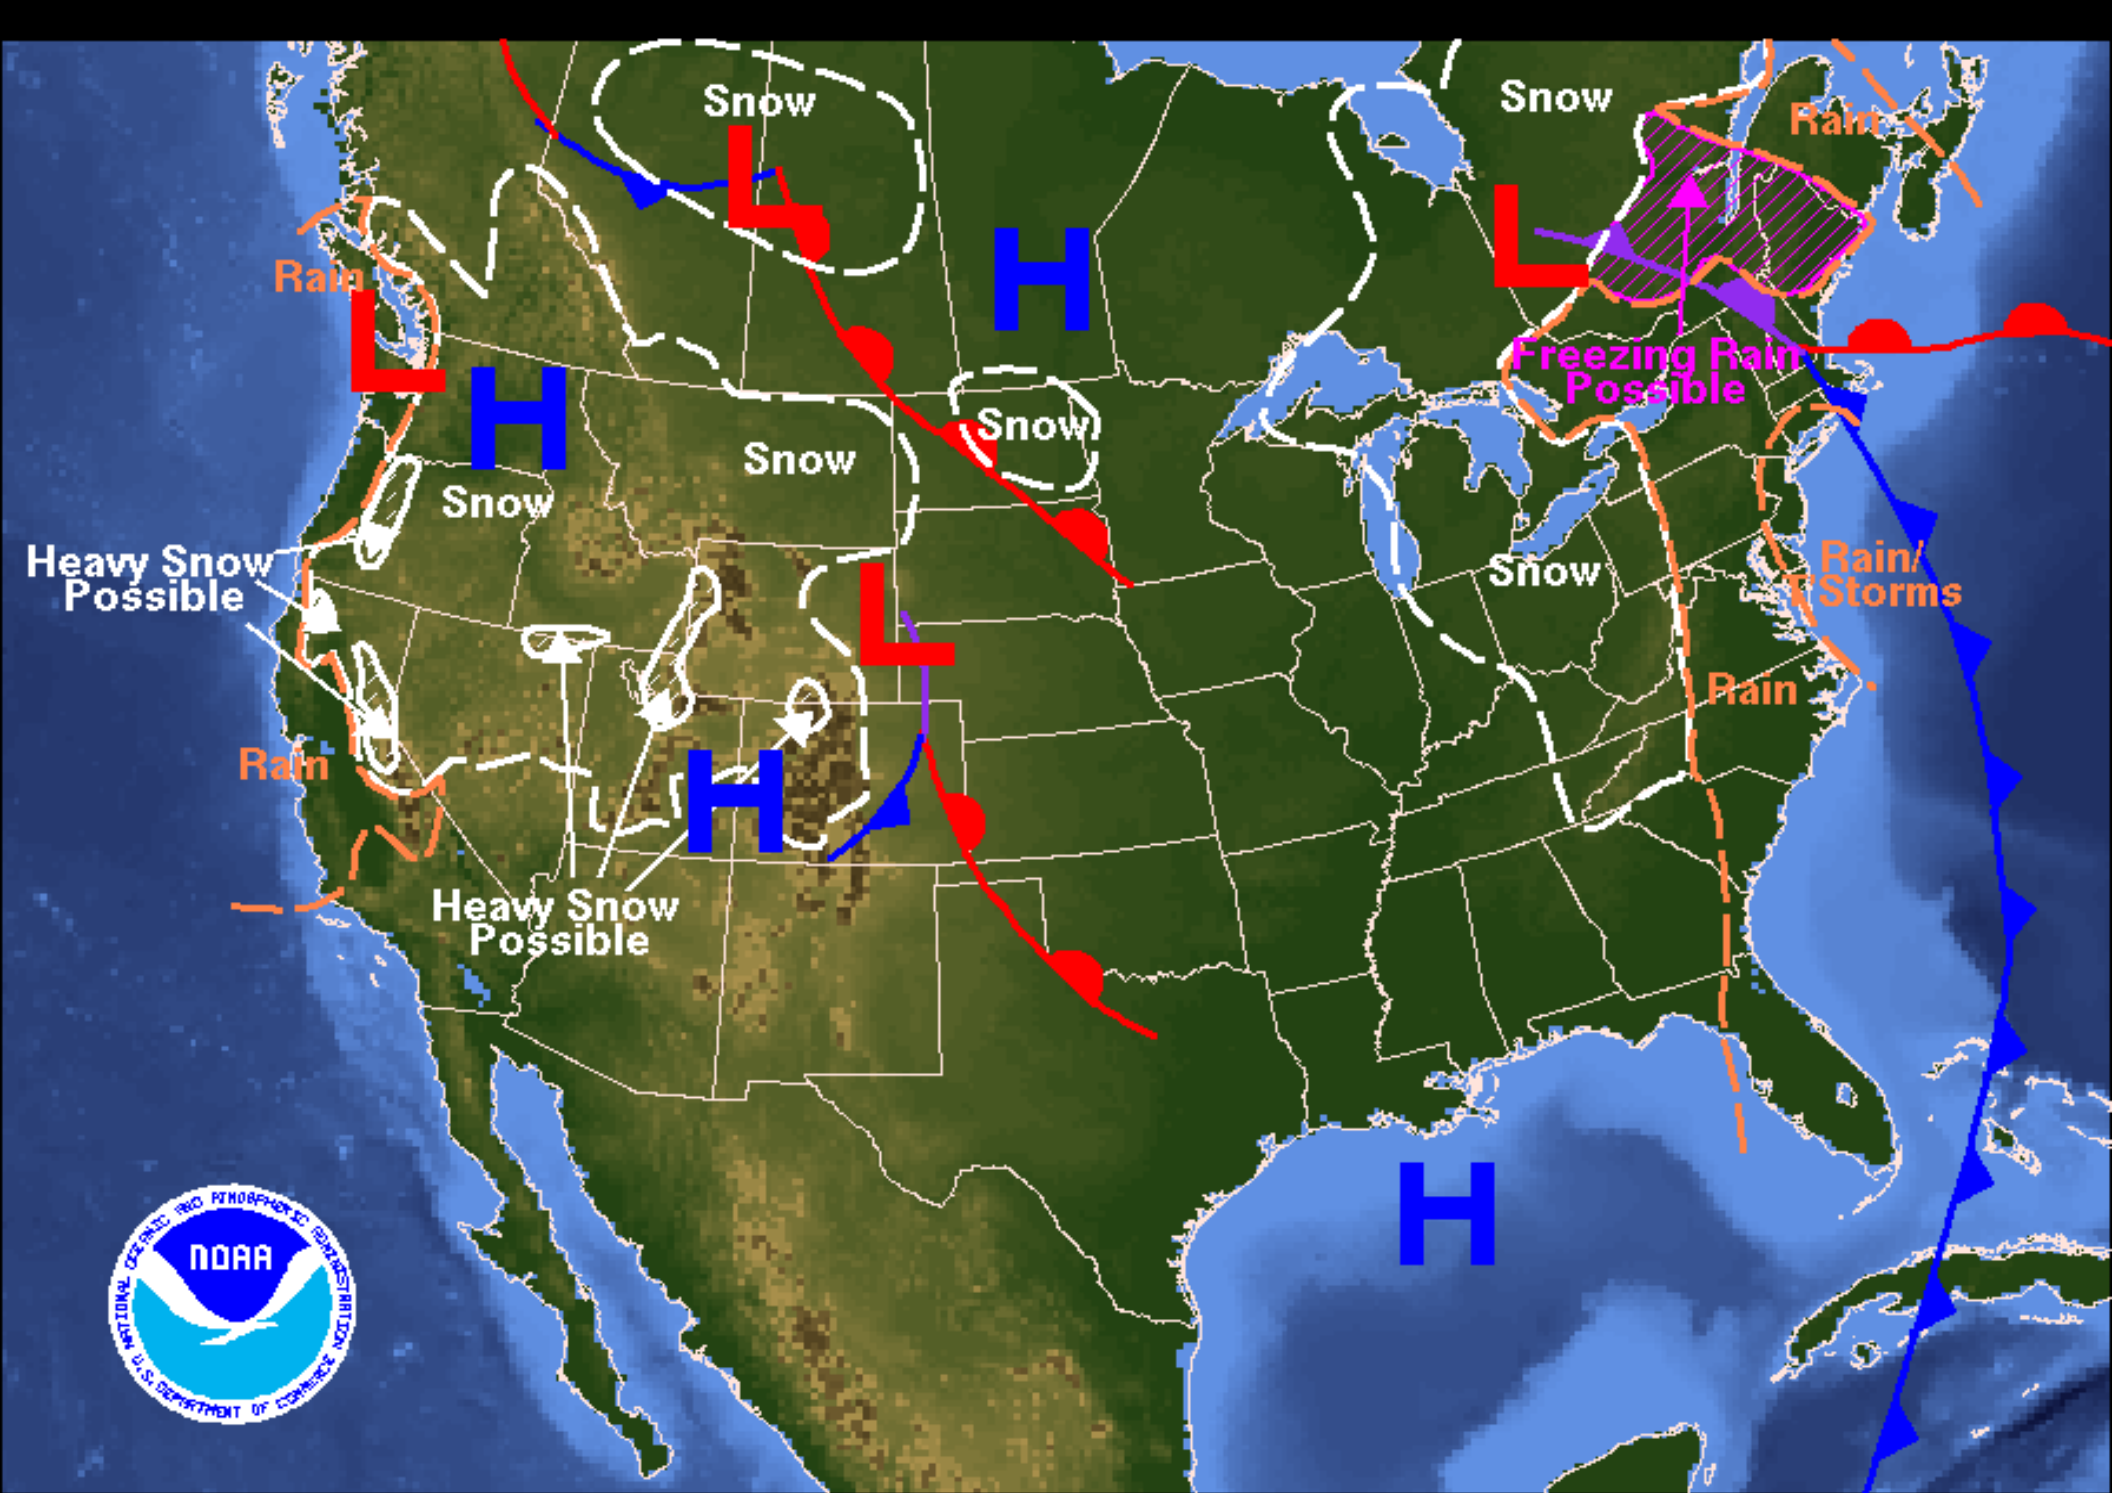 Snow
Snow
Rain
L
L
Rain
H
L
H
Freezing Rain
Possible
L
H
Snow
Snow
Snow
Heavy Snow
Possible
Snow
Rain/
T'Storms
L
Rain
Rain
H
Heavy Snow
Possible
H
NATIONAL OCEANIC AND ATMOSPHERIC ADMINISTRATION
NOAA
U.S. DEPARTMENT OF COMMERCE